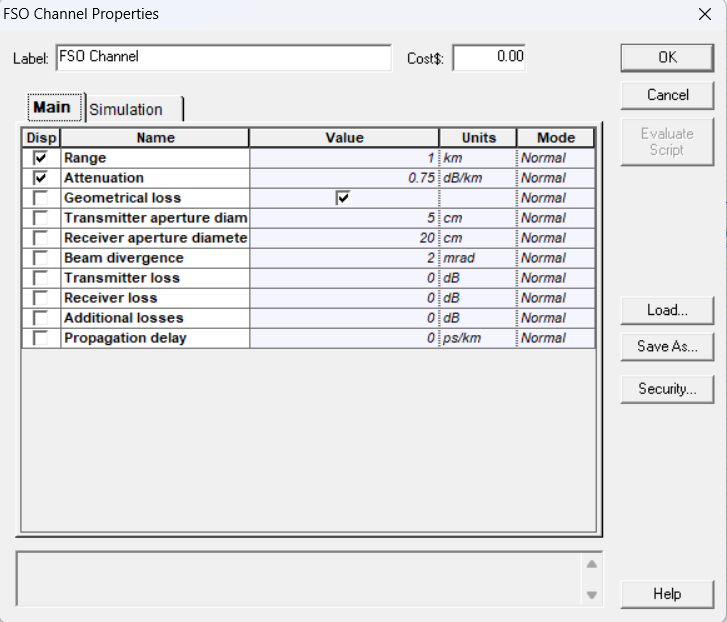 FSO Channel Properties
Label: FSO Channel Cost$: 0.00 OK
Cancel
Evaluate Script
Main Simulation
Disp Name Value Units Mode
Range 1 km Normal
Attenuation 0.75 dB/km Normal
Geometrical loss Normal
Transmitter aperture diam 5 cm Normal
Receiver aperture diamete 20 cm Normal
Beam divergence 2 mrad Normal
Transmitter loss 0 dB Normal
Receiver loss 0 dB Normal
Additional losses 0 dB Normal
Propagation delay 0 ps/km Normal
Load...
Save As...
Security...
Help